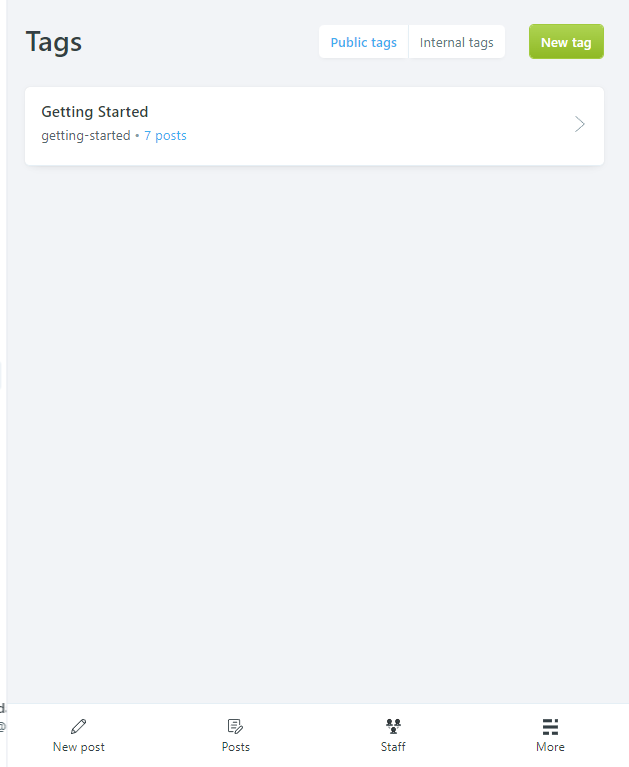 Tags
Public tags
Internal tags
New tag
Getting Started
getting-started • 7 posts
d
@
New post
Posts
Staff
More